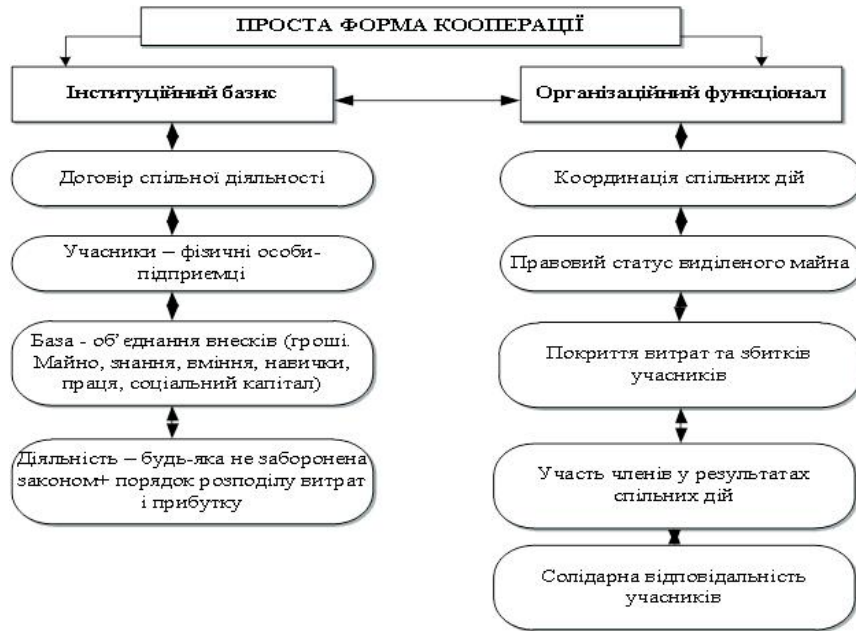 ПРОСТА ФОРМА КООПЕРАЦІЇ
Інституційний базис
Договір спільної діяльності
Учасники – фізичні особи-
підприємці
База - об’єднання внесків (гроші.
Майно, знання, вміння, навички,
праця, соціальний капітал)
Діяльність – будь-яка не заборонена
законом+ порядок розподілу витрат
і прибутку
Організаційний функціонал
Координація спільних дій
Правовий статус виділеного майна
Покриття витрат та збитків
учасників
Участь членів у результатах
спільних дій
Солідарна відповідальність
учасників